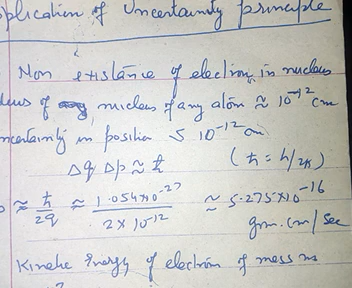 plication of Uncertainty principle
Non existance of electron in nucleus
dius of nucleus of any atom ≈ 10⁻¹² cm
ncertainty in position ≤ 10⁻¹² cm
Δq Δp ≈ ħ (ħ = h/2π)
≈ ħ/2q ≈ 1.054×10⁻²⁷/2×10⁻¹² ≈ 5.275×10⁻¹⁶
gm.cm/sec
Kinetic Energy of electron of mass m₀